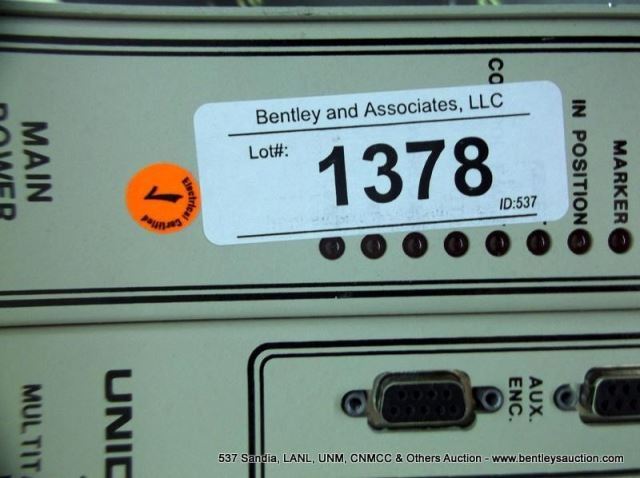 MAIN
POWER
Electrical Certified
Bentley and Associates, LLC
Lot#:
1378
ID:537
IN POSITION
MARKER
AUX.
ENC.
537 Sandia, LANL, UNM, CNMCC & Others Auction - www.bentleysauction.com